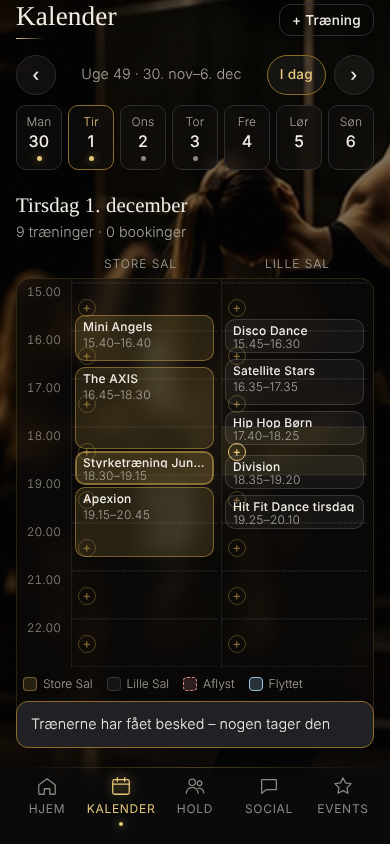 Kalender
+ Træning
‹
Uge 49 · 30. nov–6. dec
I dag
›
Man
30
Tir
1
Ons
2
Tor
3
Fre
4
Lør
5
Søn
6
Tirsdag 1. december
9 træninger · 0 bookinger
STORE SAL
LILLE SAL
15.00
16.00
17.00
18.00
19.00
20.00
21.00
22.00
Mini Angels
15.40–16.40
The AXIS
16.45–18.30
Styrketræning Jun...
18.30–19.15
Apexion
19.15–20.45
Disco Dance
15.45–16.30
Satellite Stars
16.35–17.35
Hip Hop Børn
17.40–18.25
Division
18.35–19.20
Hit Fit Dance tirsdag
19.25–20.10
Store Sal
Lille Sal
Aflyst
Flyttet
Trænerne har fået besked – nogen tager den
HJEM
KALENDER
HOLD
SOCIAL
EVENTS